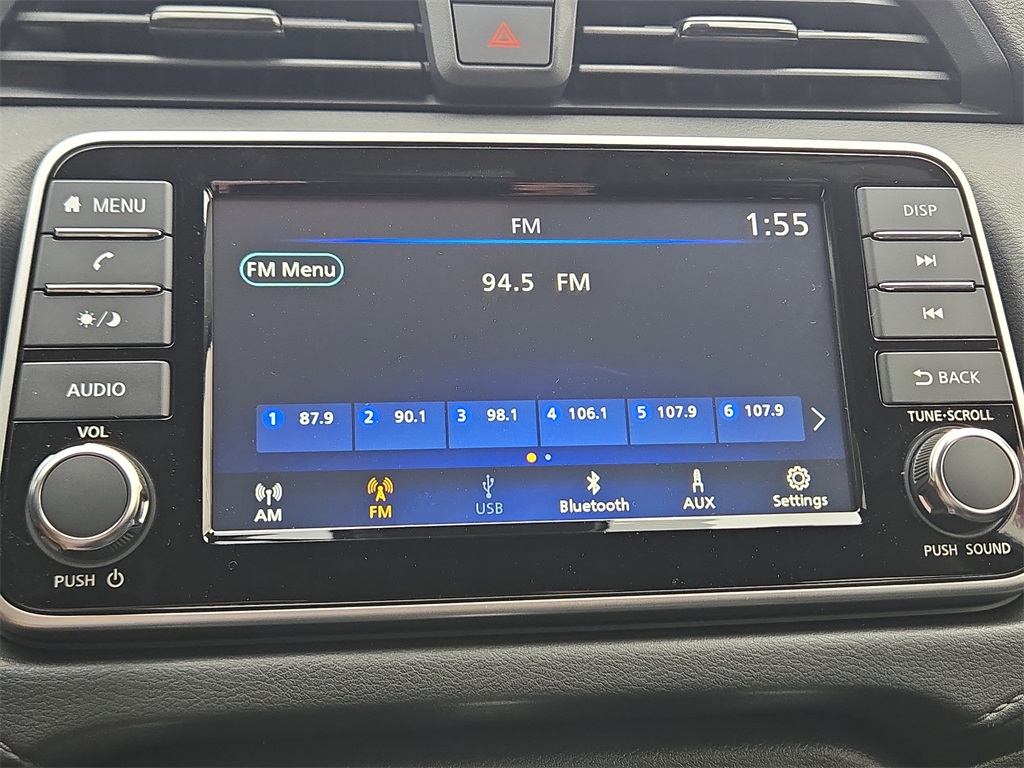 MENU
DISP
AUDIO
BACK
VOL
TUNE·SCROLL
PUSH
PUSH SOUND
FM
1:55
FM Menu
94.5 FM
1 87.9 2 90.1 3 98.1 4 106.1 5 107.9 6 107.9
AM FM USB Bluetooth AUX Settings